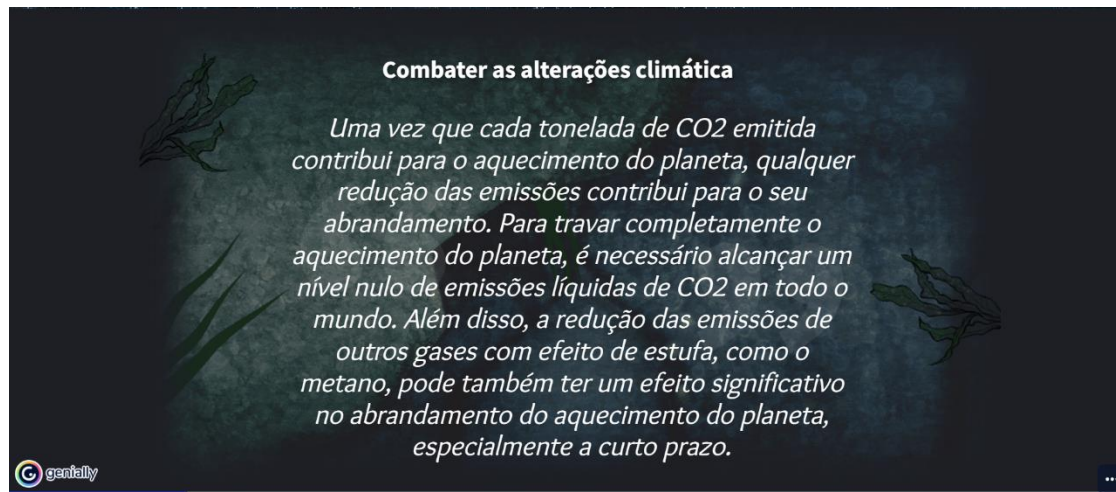 Combater as alterações climática
Uma vez que cada tonelada de CO2 emitida
contribui para o aquecimento do planeta, qualquer
redução das emissões contribui para o seu
abrandamento. Para travar completamente o
aquecimento do planeta, é necessário alcançar um
nível nulo de emissões líquidas de CO2 em todo o
mundo. Além disso, a redução das emissões de
outros gases com efeito de estufa, como o
metano, pode também ter um efeito significativo
no abrandamento do aquecimento do planeta,
especialmente a curto prazo.
genially